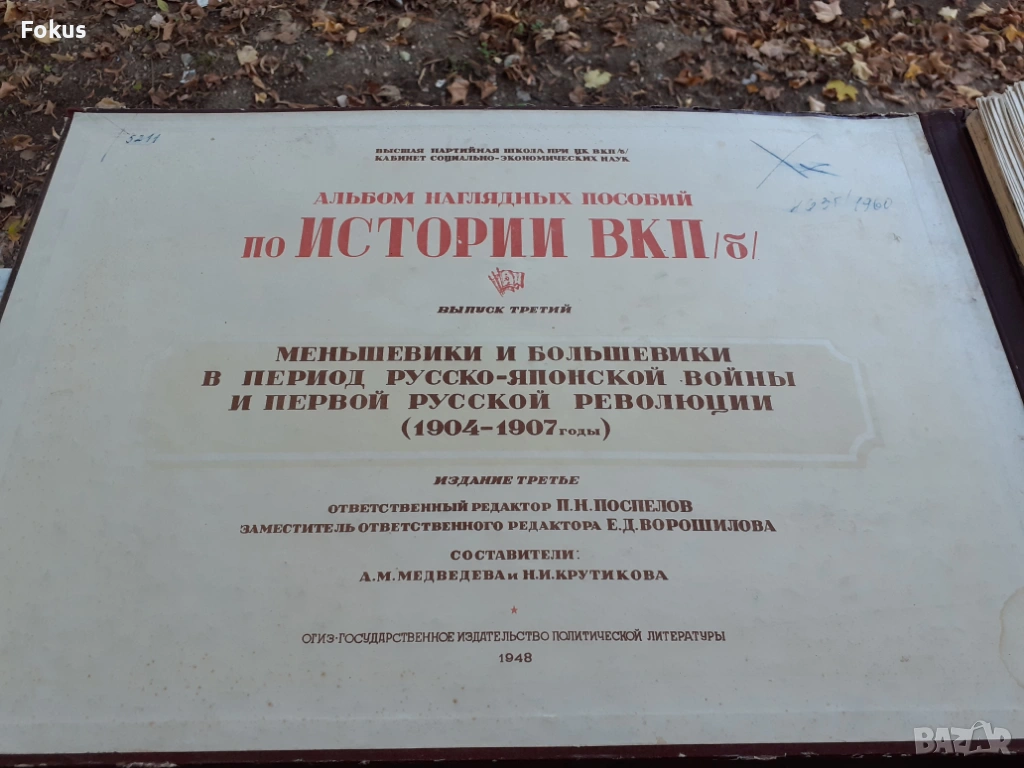 Fokus
5211
ВЫСШАЯ ПАРТИЙНАЯ ШКОЛА ПРИ ЦК ВКП/б/
КАБИНЕТ СОЦИАЛЬНО-ЭКОНОМИЧЕСКИХ НАУК
АЛЬБОМ НАГЛЯДНЫХ ПОСОБИЙ
ПО ИСТОРИИ ВКП/б/
ВЫПУСК ТРЕТИЙ
МЕНЬШЕВИКИ И БОЛЬШЕВИКИ
В ПЕРИОД РУССКО-ЯПОНСКОЙ ВОЙНЫ
И ПЕРВОЙ РУССКОЙ РЕВОЛЮЦИИ
(1904-1907 годы)
ИЗДАНИЕ ТРЕТЬЕ
ОТВЕТСТВЕННЫЙ РЕДАКТОР П.Н.ПОСПЕЛОВ
ЗАМЕСТИТЕЛЬ ОТВЕТСТВЕННОГО РЕДАКТОРА Е.Д.ВОРОШИЛОВА
СОСТАВИТЕЛИ:
А.М.МЕДВЕДЕВА и Н.И.КРУТИКОВА
ОГИЗ-ГОСУДАРСТВЕННОЕ ИЗДАТЕЛЬСТВО ПОЛИТИЧЕСКОЙ ЛИТЕРАТУРЫ
1948
BAZAR